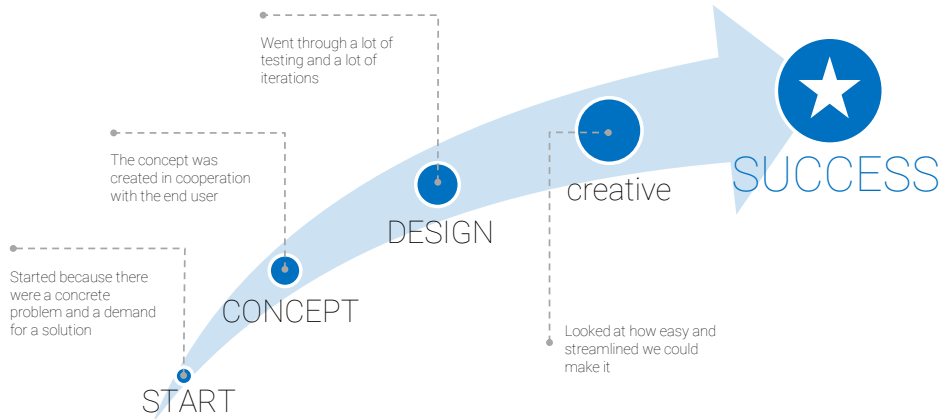 Went through a lot of
testing and a lot of
iterations
SUCCESS
The concept was
created in cooperation
with the end user
creative
DESIGN
Started because there
were a concrete
problem and a demand
for a solution
CONCEPT
Looked at how easy and
streamlined we could
make it
START